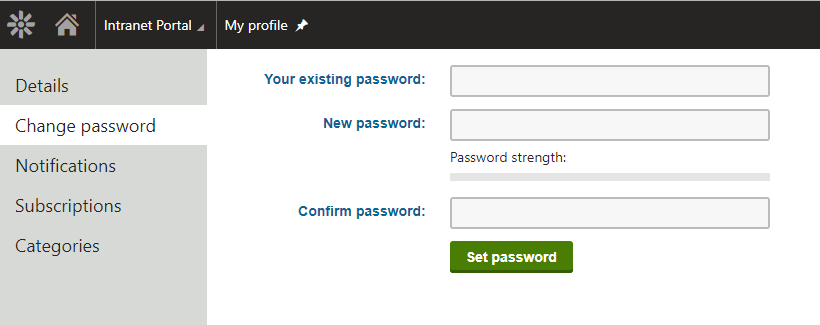 Intranet Portal
My profile
Details
Change password
Notifications
Subscriptions
Categories
Your existing password:
New password:
Password strength:
Confirm password:
Set password